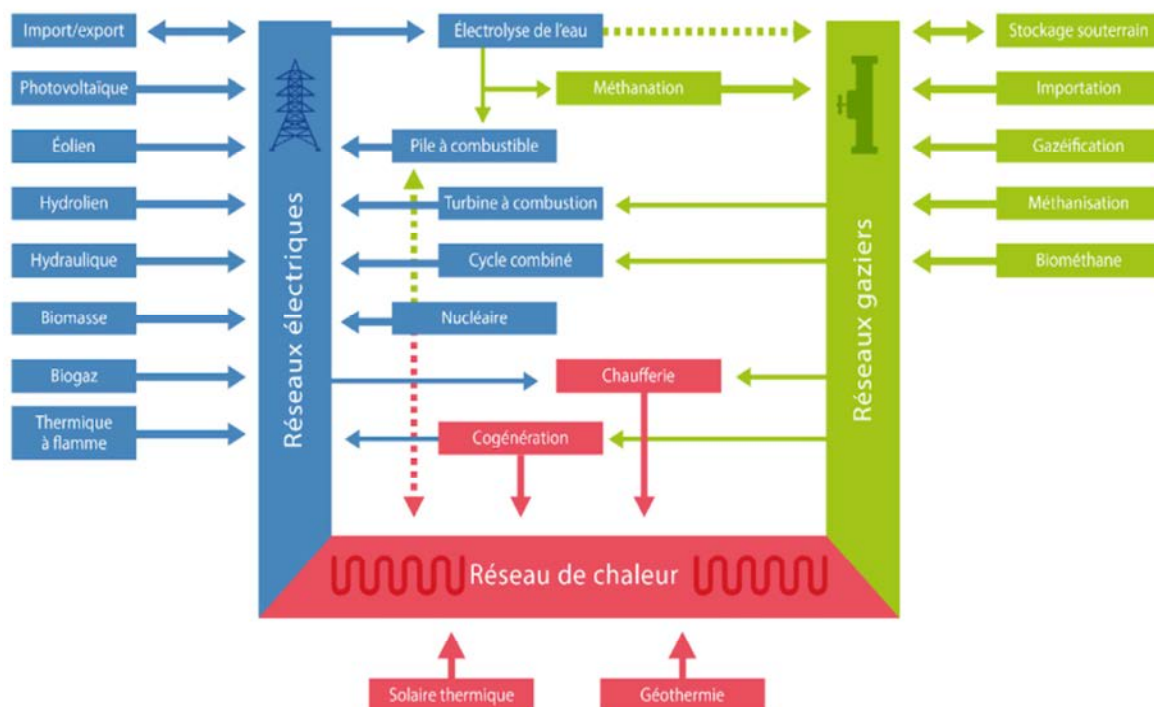 Import/export
Électrolyse de l'eau
Stockage souterrain
Photovoltaïque
Méthanation
Importation
Éolien
Pile à combustible
Gazéification
Hydrolien
Turbine à combustion
Méthanisation
Hydraulique
Cycle combiné
Biométhane
Biomasse
Nucléaire
Biogaz
Chaufferie
Thermique
à flamme
Cogénération
Réseaux électriques
Réseaux gaziers
Réseau de chaleur
Solaire thermique
Géothermie